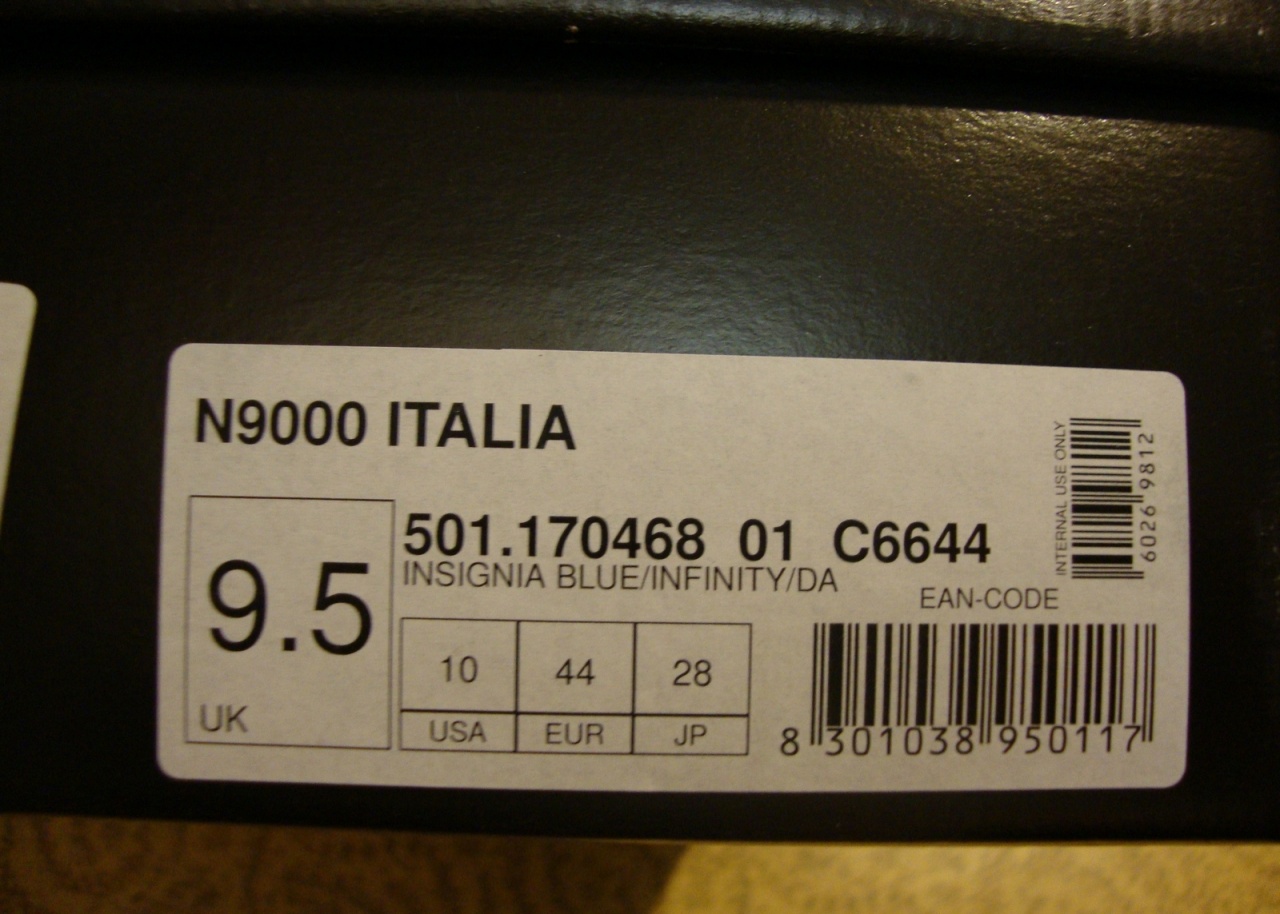 N9000 ITALIA
INTERNAL USE ONLY
6026 9812
501.170468 01 C6644
INSIGNIA BLUE/INFINITY/DA
EAN-CODE
9.5
UK
10 44 28
USA EUR JP
8 301038 950117